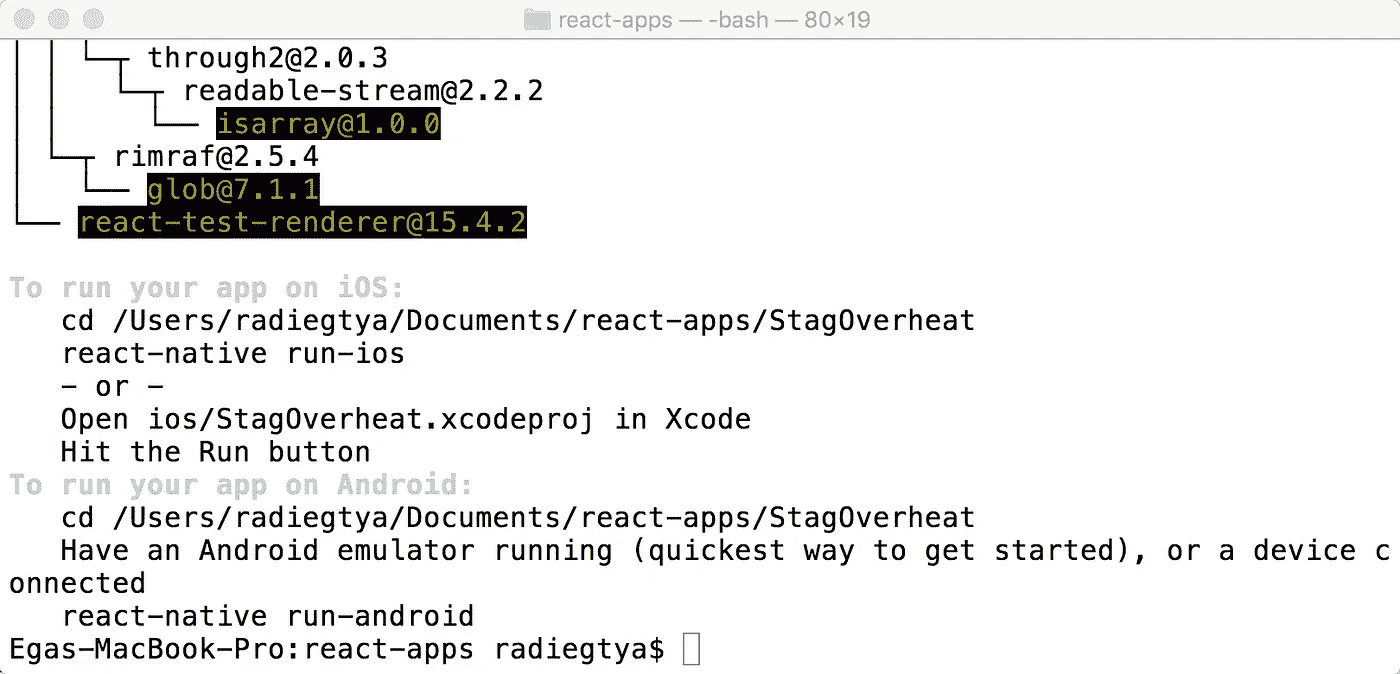 react-apps — -bash — 80×19
through2@2.0.3
readable-stream@2.2.2
isarray@1.0.0
rimraf@2.5.4
glob@7.1.1
react-test-renderer@15.4.2
To run your app on iOS:
cd /Users/radiegtya/Documents/react-apps/StagOverheat
react-native run-ios
- or -
Open ios/StagOverheat.xcodeproj in Xcode
Hit the Run button
To run your app on Android:
cd /Users/radiegtya/Documents/react-apps/StagOverheat
Have an Android emulator running (quickest way to get started), or a device c
onnected
react-native run-android
Egas-MacBook-Pro:react-apps radiegtya$